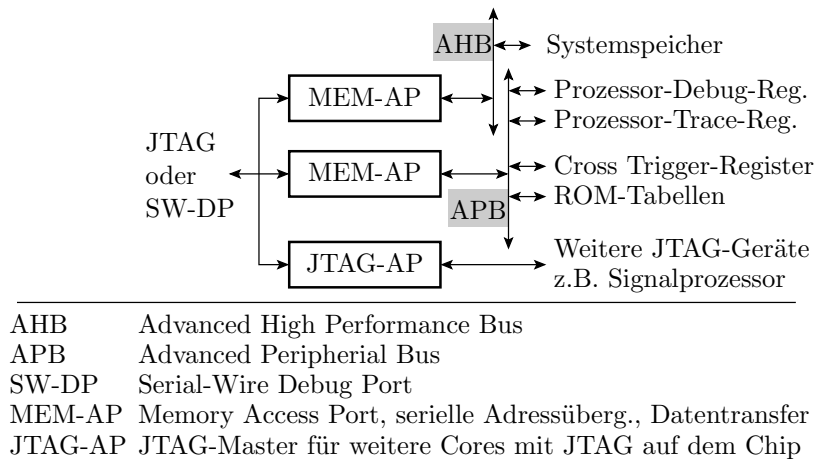 AHB
Systemspeicher
MEM-AP
Prozessor-Debug-Reg.
Prozessor-Trace-Reg.
JTAG
oder
SW-DP
MEM-AP
Cross Trigger-Register
ROM-Tabellen
APB
JTAG-AP
Weitere JTAG-Geräte
z.B. Signalprozessor
AHB Advanced High Performance Bus
APB Advanced Peripherial Bus
SW-DP Serial-Wire Debug Port
MEM-AP Memory Access Port, serielle Adressüberg., Datentransfer
JTAG-AP JTAG-Master für weitere Cores mit JTAG auf dem Chip